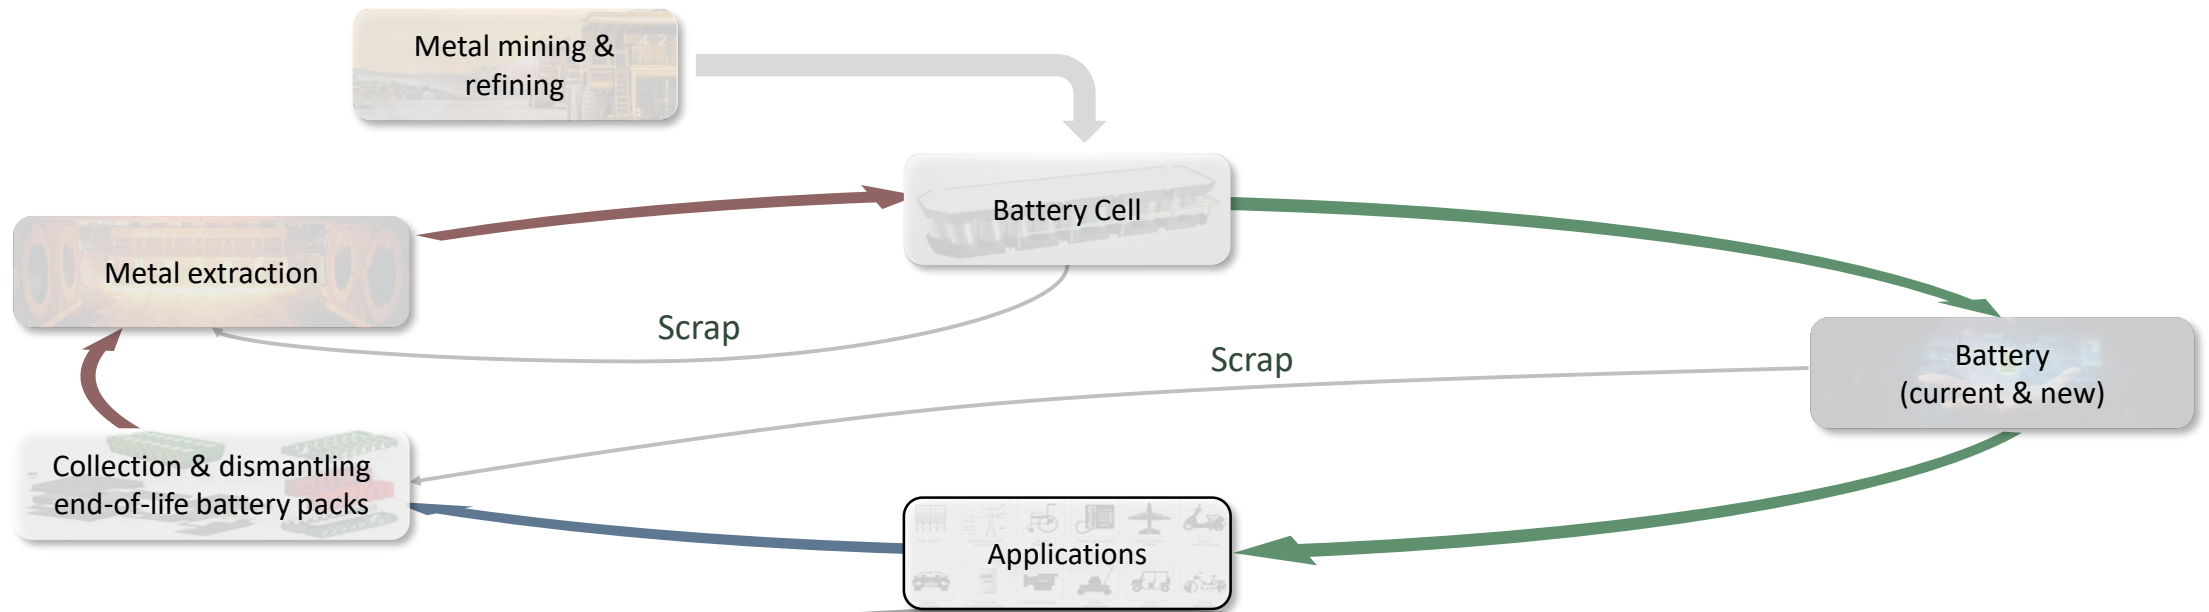 Metal mining &
refining
Battery Cell
Metal extraction
Scrap
Scrap
Battery
(current & new)
Collection & dismantling
end-of-life battery packs
Applications